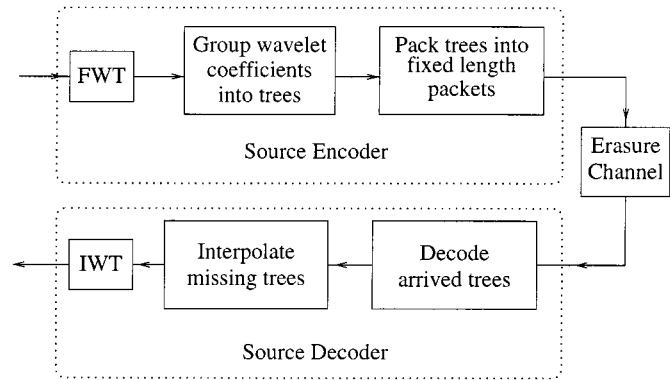 FWT
Group wavelet
coefficients
into trees
Pack trees into
fixed length
packets
Source Encoder
Erasure
Channel
IWT
Interpolate
missing trees
Decode
arrived trees
Source Decoder